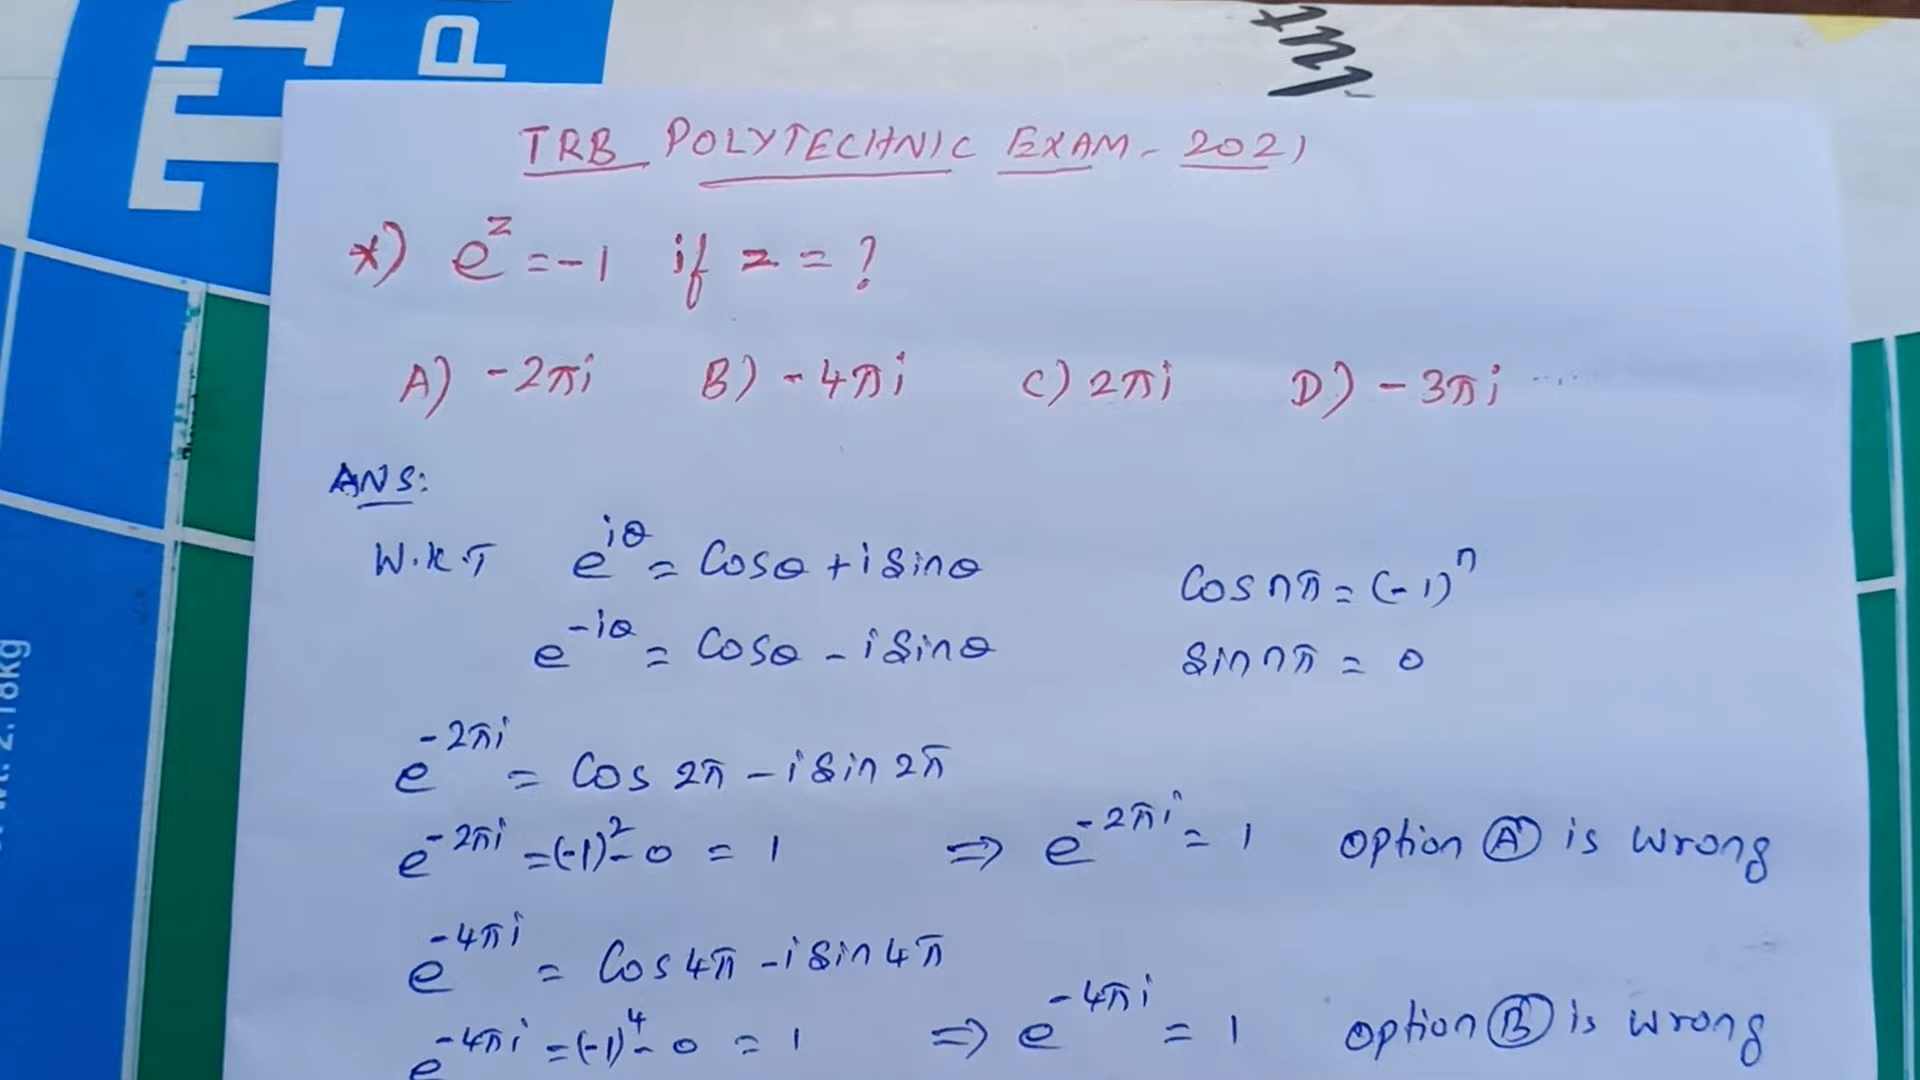 TRB POLYTECHNIC EXAM - 2021
*) e^z = -1 if z = ?
A) -2πi B) -4πi C) 2πi D) -3πi
ANS:
W.K.T e^iθ = cosθ + i sinθ cos nπ = (-1)^n
e^-iθ = cosθ - i sinθ sin nπ = 0
e^-2πi = cos 2π - i sin 2π
e^-2πi = (-1)^2 - 0 = 1 ⇒ e^-2πi = 1 option Ⓐ is wrong
e^-4πi = cos 4π - i sin 4π
e^-4πi = (-1)^4 - 0 = 1 ⇒ e^-4πi = 1 option Ⓑ is wrong
P
2.18kg